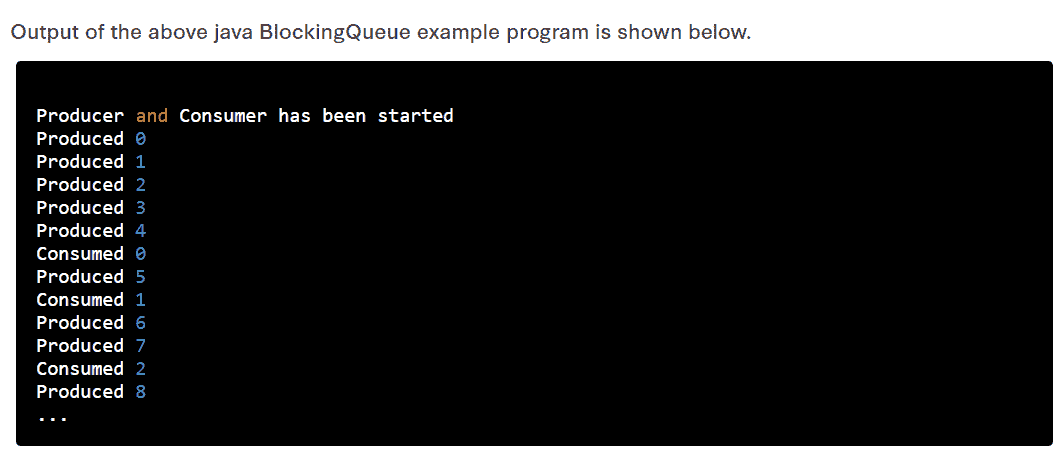 Output of the above java BlockingQueue example program is shown below.
Producer and Consumer has been started
Produced 0
Produced 1
Produced 2
Produced 3
Produced 4
Consumed 0
Produced 5
Consumed 1
Produced 6
Produced 7
Consumed 2
Produced 8
...